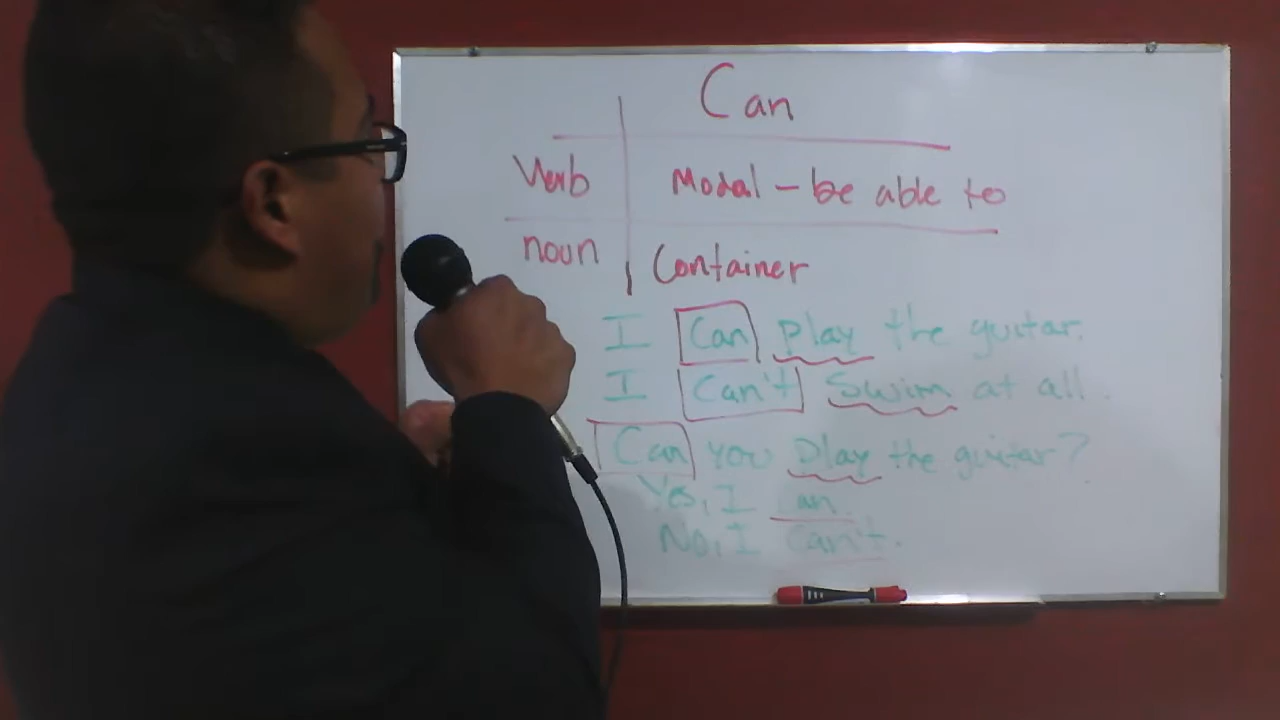 Can
Verb Modal - be able to
noun Container
I Can play the guitar.
I Can't Swim at all.
Can you play the guitar?
Yes, I an.
No, I Can't.